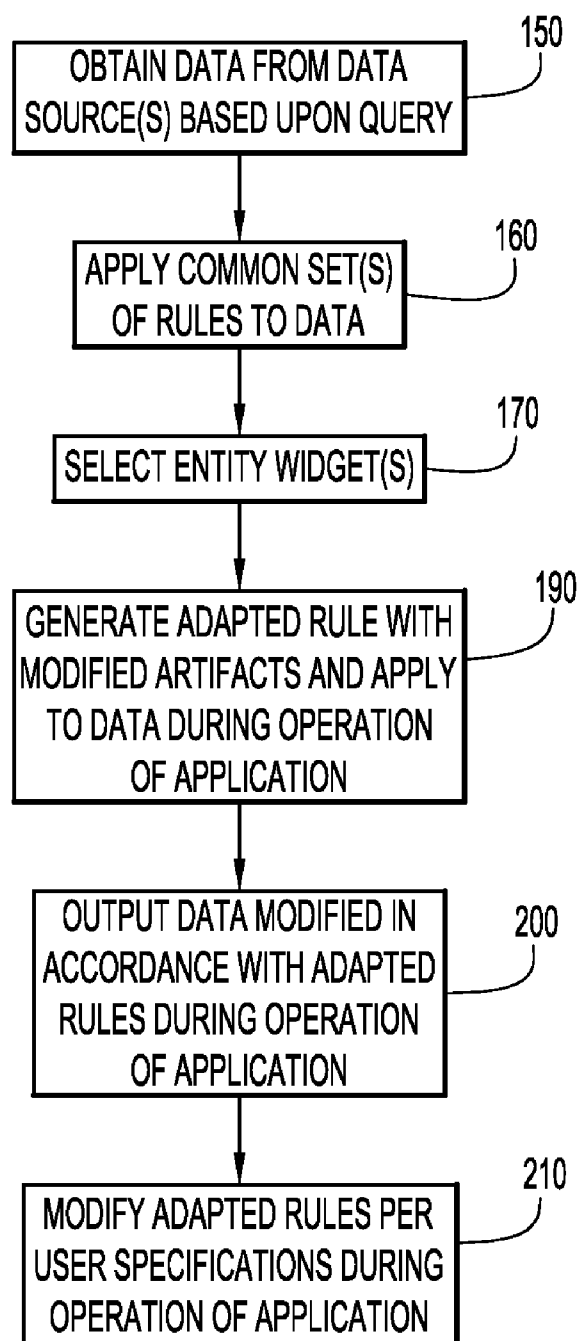 150
OBTAIN DATA FROM DATA
SOURCE(S) BASED UPON QUERY
160
APPLY COMMON SET(S)
OF RULES TO DATA
170
SELECT ENTITY WIDGET(S)
190
GENERATE ADAPTED RULE WITH
MODIFIED ARTIFACTS AND APPLY
TO DATA DURING OPERATION
OF APPLICATION
200
OUTPUT DATA MODIFIED IN
ACCORDANCE WITH ADAPTED
RULES DURING OPERATION
OF APPLICATION
210
MODIFY ADAPTED RULES PER
USER SPECIFICATIONS DURING
OPERATION OF APPLICATION